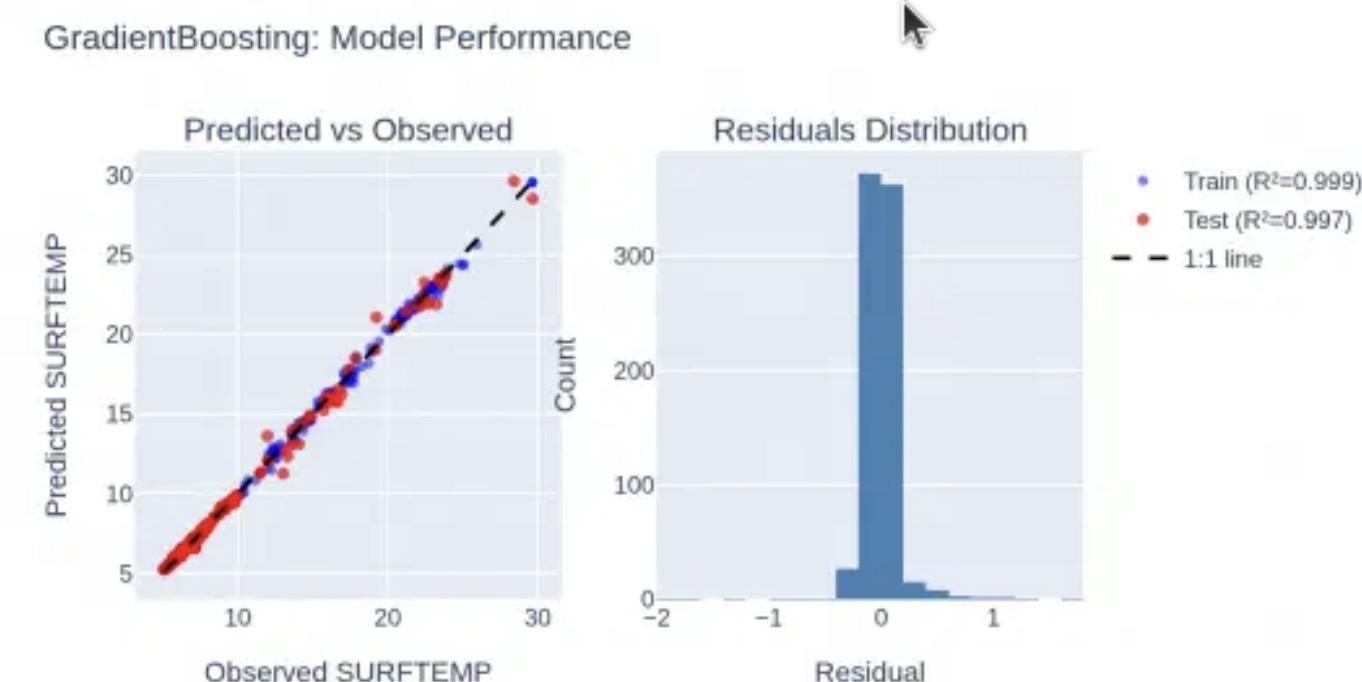 GradientBoosting: Model Performance
Predicted vs Observed
Predicted SURFTEMP
30
25
20
15
10
5
10 20 30
Observed SURFTEMP
Residuals Distribution
Count
300
200
100
0
−2 −1 0 1
Residual
Train (R²=0.999)
Test (R²=0.997)
1:1 line